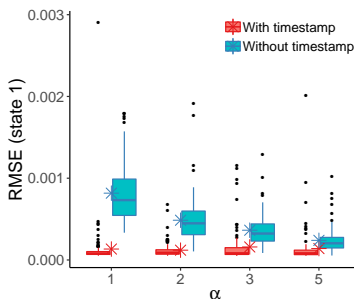 0.003
0.002
0.001
0.000
RMSE (state 1)
With timestamp
Without timestamp
1 2 3 5
α